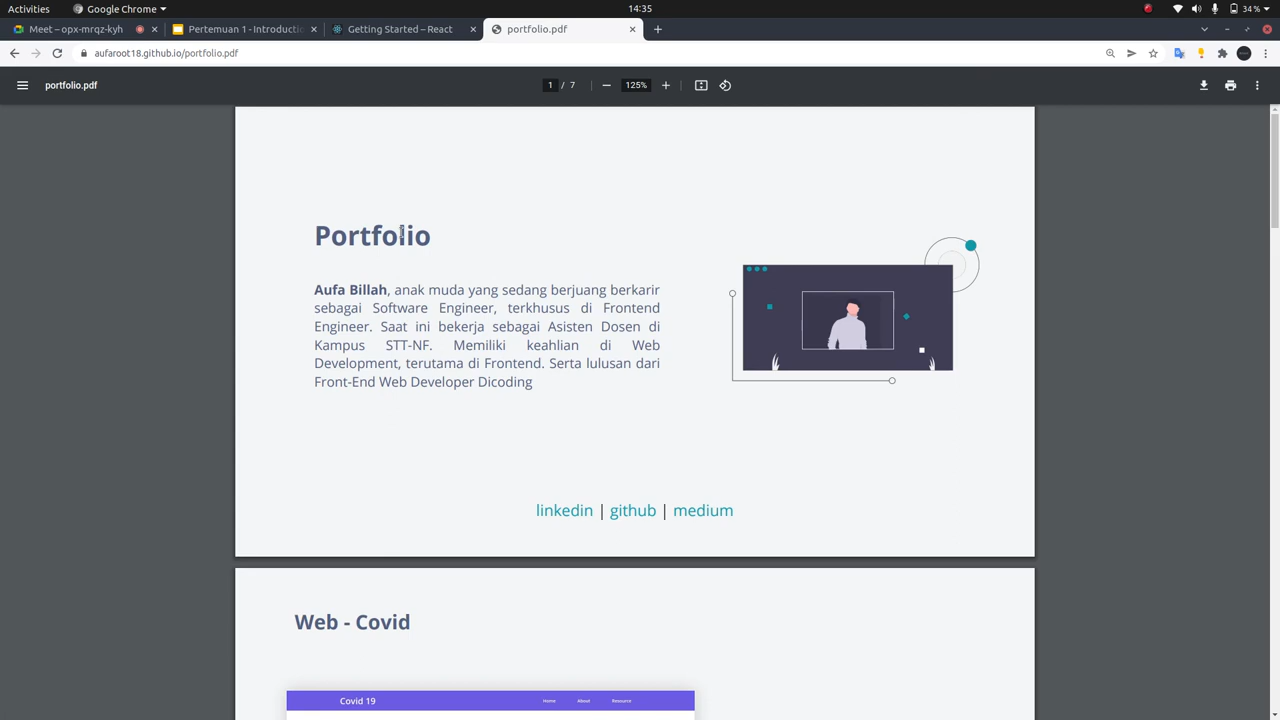 Activities
Google Chrome
14:35
34 %
Meet – opx-mrqz-kyh
Pertemuan 1 - Introductio
Getting Started – React
portfolio.pdf
aufaroot18.github.io/portfolio.pdf
portfolio.pdf
1 / 7
125%
Portfolio
Aufa Billah, anak muda yang sedang berjuang berkarir
sebagai Software Engineer, terkhusus di Frontend
Engineer. Saat ini bekerja sebagai Asisten Dosen di
Kampus STT-NF. Memiliki keahlian di Web
Development, terutama di Frontend. Serta lulusan dari
Front-End Web Developer Dicoding
linkedin | github | medium
Web - Covid
Covid 19
Home
About
Resource